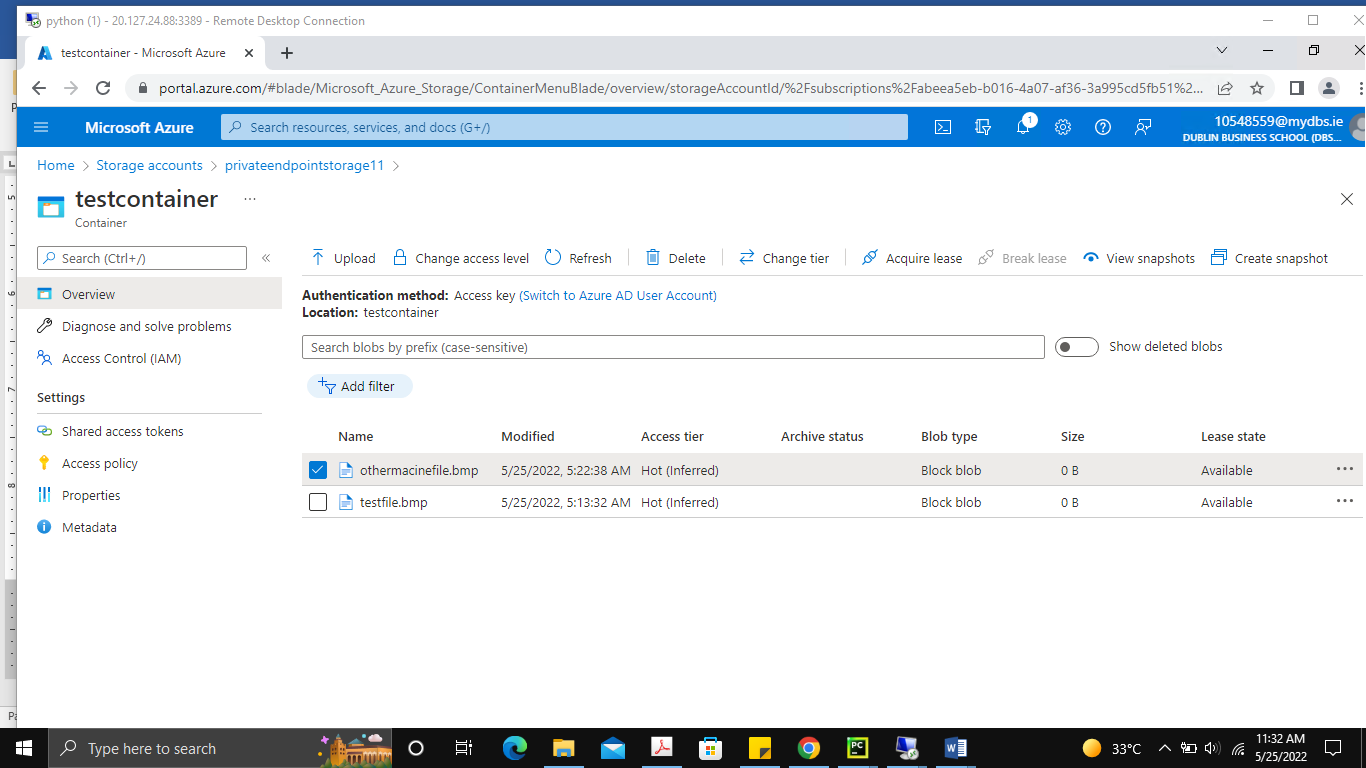 python (1) - 20.127.24.88:3389 - Remote Desktop Connection
testcontainer - Microsoft Azure
portal.azure.com/#blade/Microsoft_Azure_Storage/ContainerMenuBlade/overview/storageAccountId/%2Fsubscriptions%2Fabeea5eb-b016-4a07-af36-3a995cd5fb51%2...
Microsoft Azure
Search resources, services, and docs (G+/)
1
10548559@mydbs.ie
DUBLIN BUSINESS SCHOOL (DBS...
Home > Storage accounts > privateendpointstorage11 >
testcontainer ...
Container
Search (Ctrl+/)
«
Upload Change access level Refresh Delete Change tier Acquire lease Break lease View snapshots Create snapshot
Overview
Diagnose and solve problems
Access Control (IAM)
Settings
Shared access tokens
Access policy
Properties
Metadata
Authentication method: Access key (Switch to Azure AD User Account)
Location: testcontainer
Search blobs by prefix (case-sensitive)
Show deleted blobs
Add filter
Name Modified Access tier Archive status Blob type Size Lease state
othermacinefile.bmp 5/25/2022, 5:22:38 AM Hot (Inferred) Block blob 0 B Available ...
testfile.bmp 5/25/2022, 5:13:32 AM Hot (Inferred) Block blob 0 B Available ...
Type here to search
PC
33°C
11:32 AM
5/25/2022